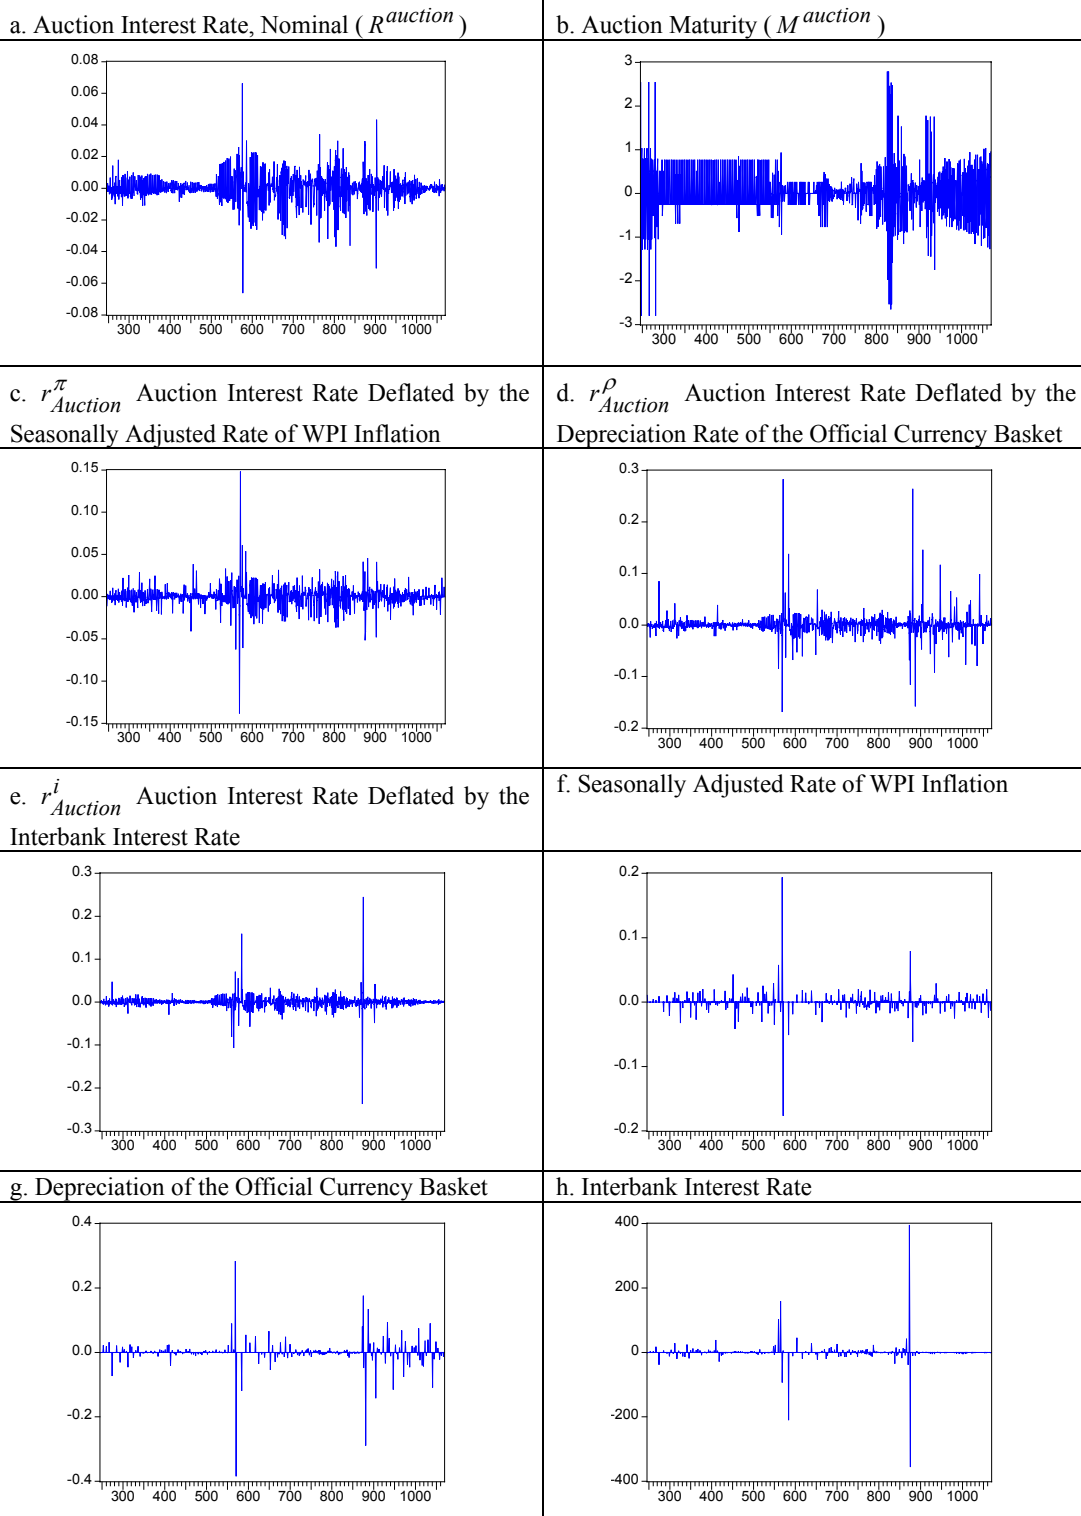 a. Auction Interest Rate, Nominal ( R^auction )
b. Auction Maturity ( M^auction )
0.08
0.06
0.04
0.02
0.00
-0.02
-0.04
-0.06
-0.08
300 400 500 600 700 800 900 1000
3
2
1
0
-1
-2
-3
300 400 500 600 700 800 900 1000
c. r^π_Auction Auction Interest Rate Deflated by the
Seasonally Adjusted Rate of WPI Inflation
d. r^ρ_Auction Auction Interest Rate Deflated by the
Depreciation Rate of the Official Currency Basket
0.15
0.10
0.05
0.00
-0.05
-0.10
-0.15
300 400 500 600 700 800 900 1000
0.3
0.2
0.1
0.0
-0.1
-0.2
300 400 500 600 700 800 900 1000
e. r^i_Auction Auction Interest Rate Deflated by the
Interbank Interest Rate
f. Seasonally Adjusted Rate of WPI Inflation
0.3
0.2
0.1
0.0
-0.1
-0.2
-0.3
300 400 500 600 700 800 900 1000
0.2
0.1
0.0
-0.1
-0.2
300 400 500 600 700 800 900 1000
g. Depreciation of the Official Currency Basket
h. Interbank Interest Rate
0.4
0.2
0.0
-0.2
-0.4
300 400 500 600 700 800 900 1000
400
200
0
-200
-400
300 400 500 600 700 800 900 1000